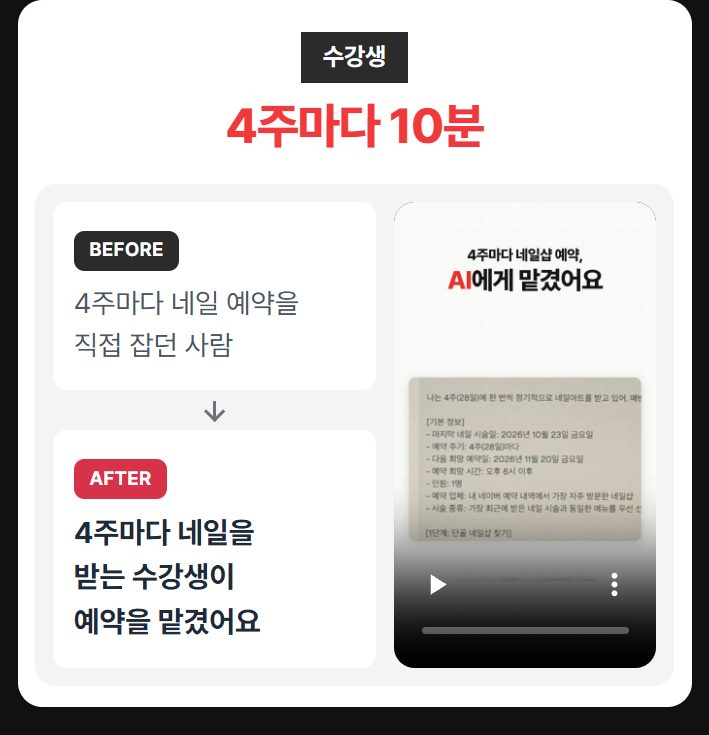 수강생
4주마다 10분
BEFORE
4주마다 네일 예약을
직접 잡던 사람
AFTER
4주마다 네일을
받는 수강생이
예약을 맡겼어요
4주마다 네일샵 예약,
AI에게 맡겼어요
나는 4주(28일)에 한 번씩 정기적으로 네일아트를 받고 있어.
[기본 정보]
- 마지막 네일 시술일: 2026년 10월 23일 금요일
- 예약 주기: 4주(28일)마다
- 다음 희망 예약일: 2026년 11월 20일 금요일
- 예약 희망 시간: 오후 6시 이후
- 인원: 1명
- 예약 업체: 내 네이버 예약 내역에서 가장 자주 방문한 네일샵
- 시술 종류: 가장 최근에 받은 네일 시술과 동일한 메뉴를 우선
[1단계: 단골 네일샵 찾기]